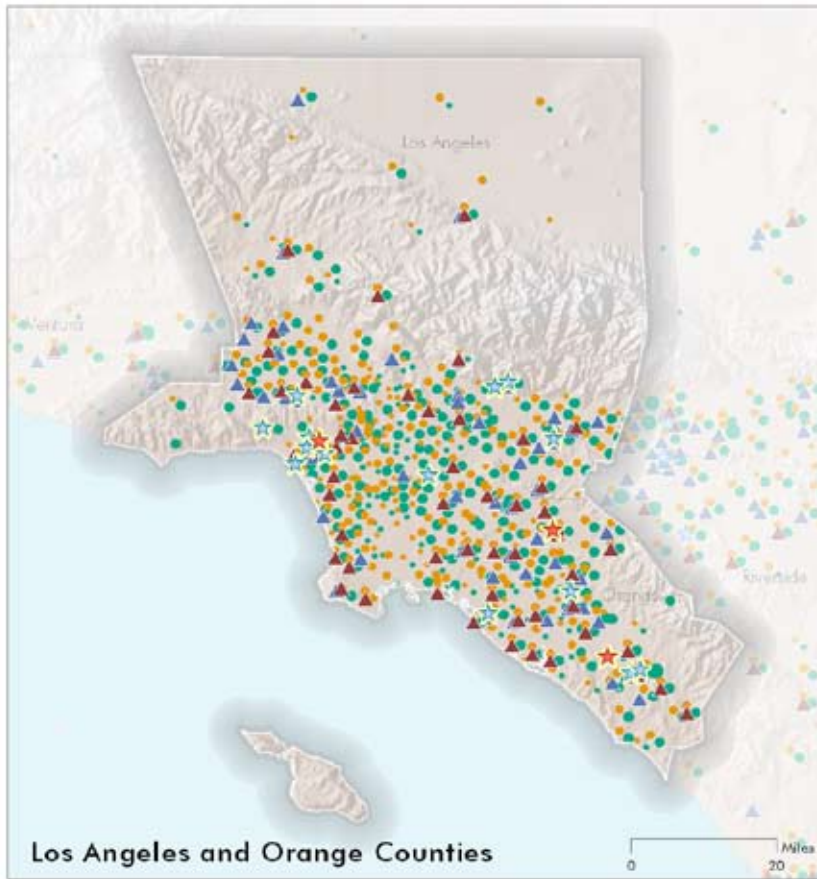 Los Angeles
Ventura
Orange
Riverside
Los Angeles and Orange Counties
Miles
0 20